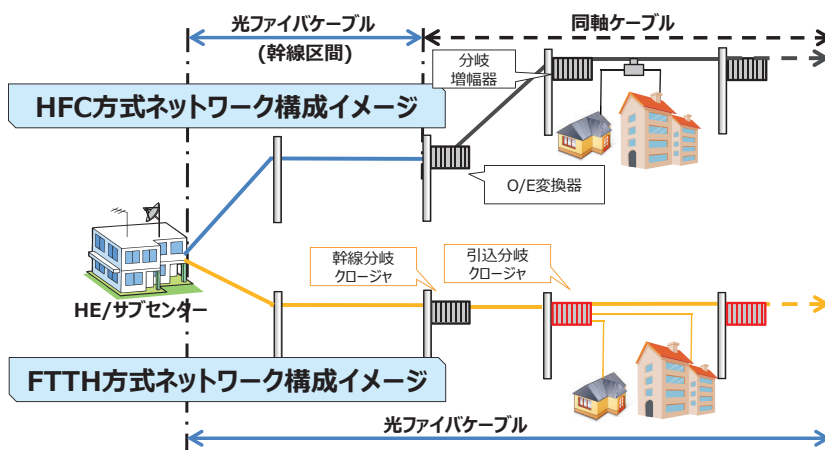 光ファイバケーブル
(幹線区間)
同軸ケーブル
分岐
増幅器
HFC方式ネットワーク構成イメージ
O/E変換器
幹線分岐
クロージャ
引込分岐
クロージャ
HE/サブセンター
FTTH方式ネットワーク構成イメージ
光ファイバケーブル